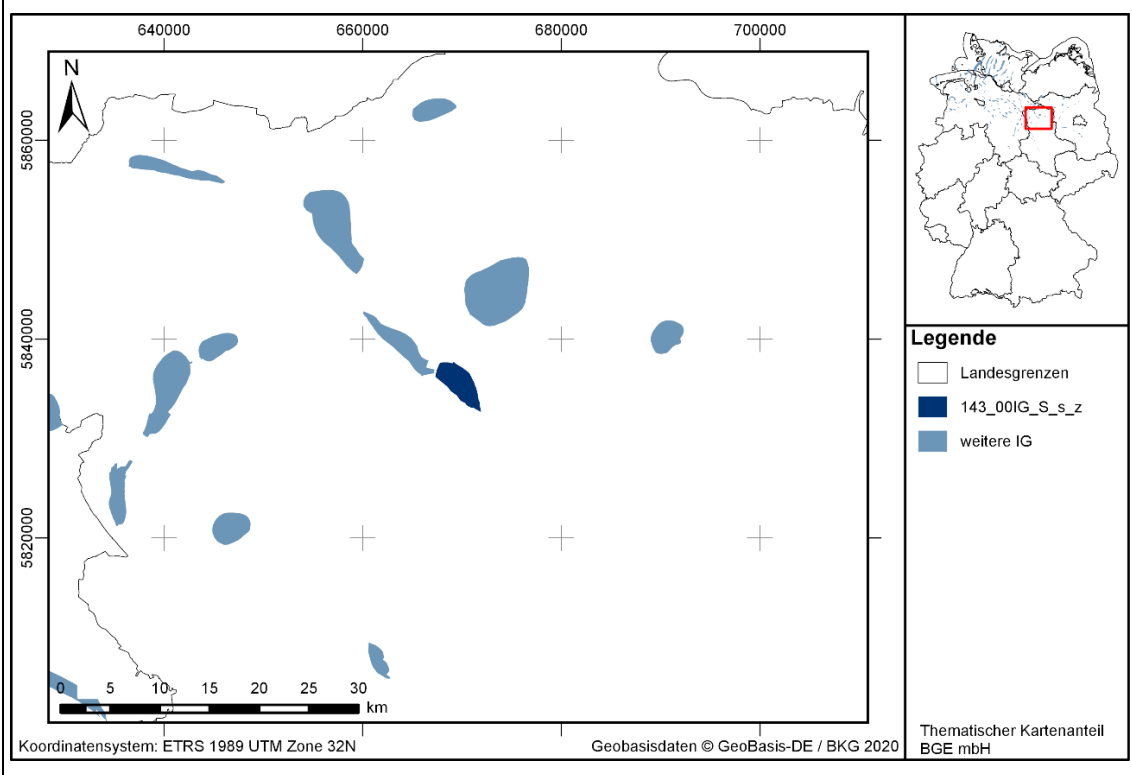 640000 660000 680000 700000
N
5860000
5840000
5820000
0 5 10 15 20 25 30
km
Koordinatensystem: ETRS 1989 UTM Zone 32N
Geobasisdaten © GeoBasis-DE / BKG 2020
Legende
Landesgrenzen
143_00IG_S_s_z
weitere IG
Thematischer Kartenanteil
BGE mbH